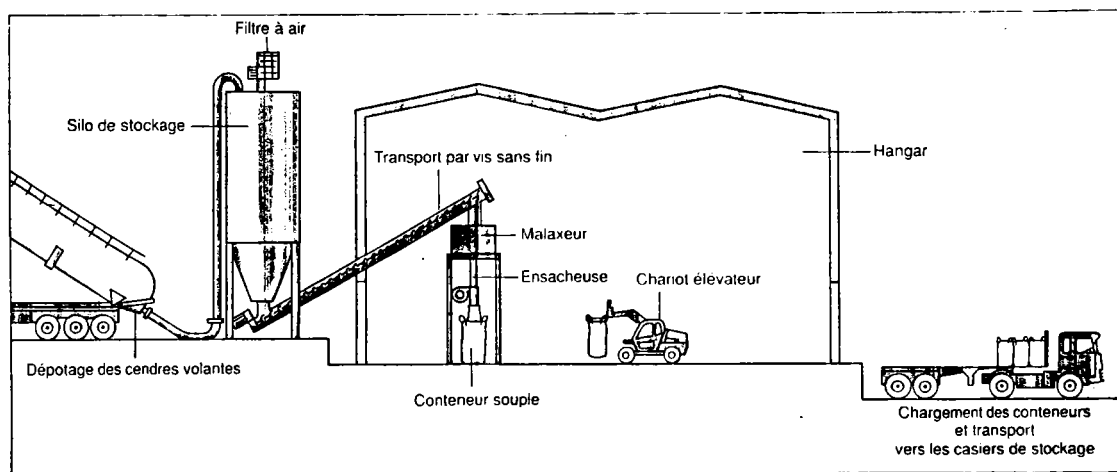 Filtre à air
Silo de stockage
Transport par vis sans fin
Hangar
Malaxeur
Ensacheuse
Chariot élévateur
Dépotage des cendres volantes
Conteneur souple
Chargement des conteneurs
et transport
vers les casiers de stockage